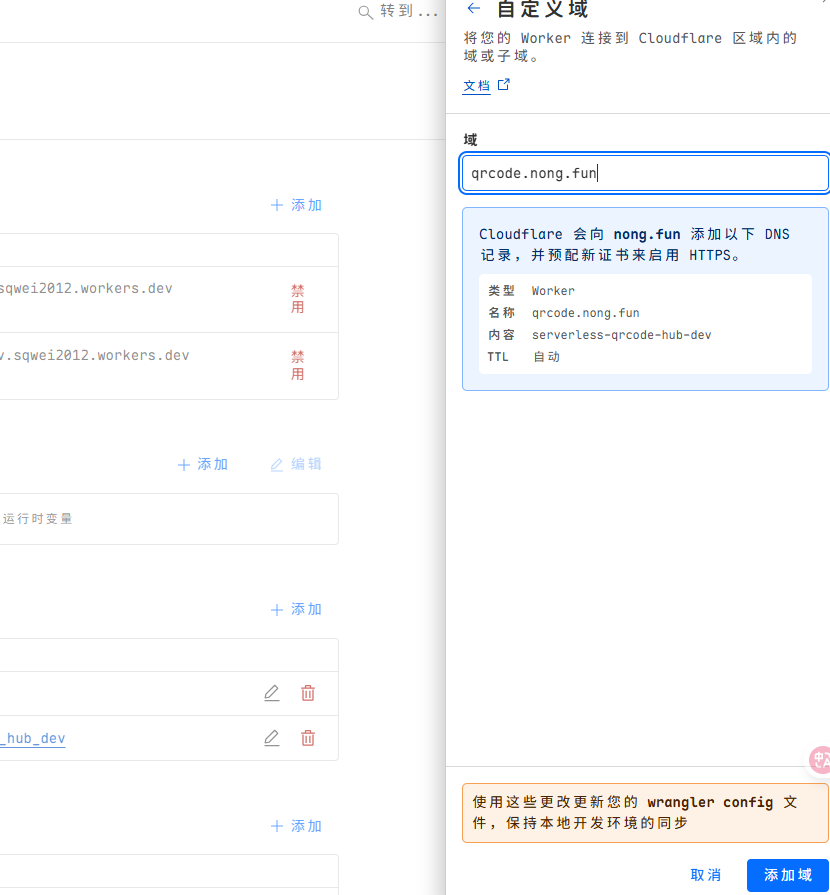 转到...
添加
sqwei2012.workers.dev
禁
用
v.sqwei2012.workers.dev
禁
用
添加
编辑
运行时变量
添加
_hub_dev
添加
自定义域
将您的 Worker 连接到 Cloudflare 区域内的
域或子域。
文档
域
qrcode.nong.fun
Cloudflare 会向 nong.fun 添加以下 DNS
记录，并预配新证书来启用 HTTPS。
类型 Worker
名称 qrcode.nong.fun
内容 serverless-qrcode-hub-dev
TTL 自动
使用这些更改更新您的 wrangler config 文
件，保持本地开发环境的同步
取消
添加域